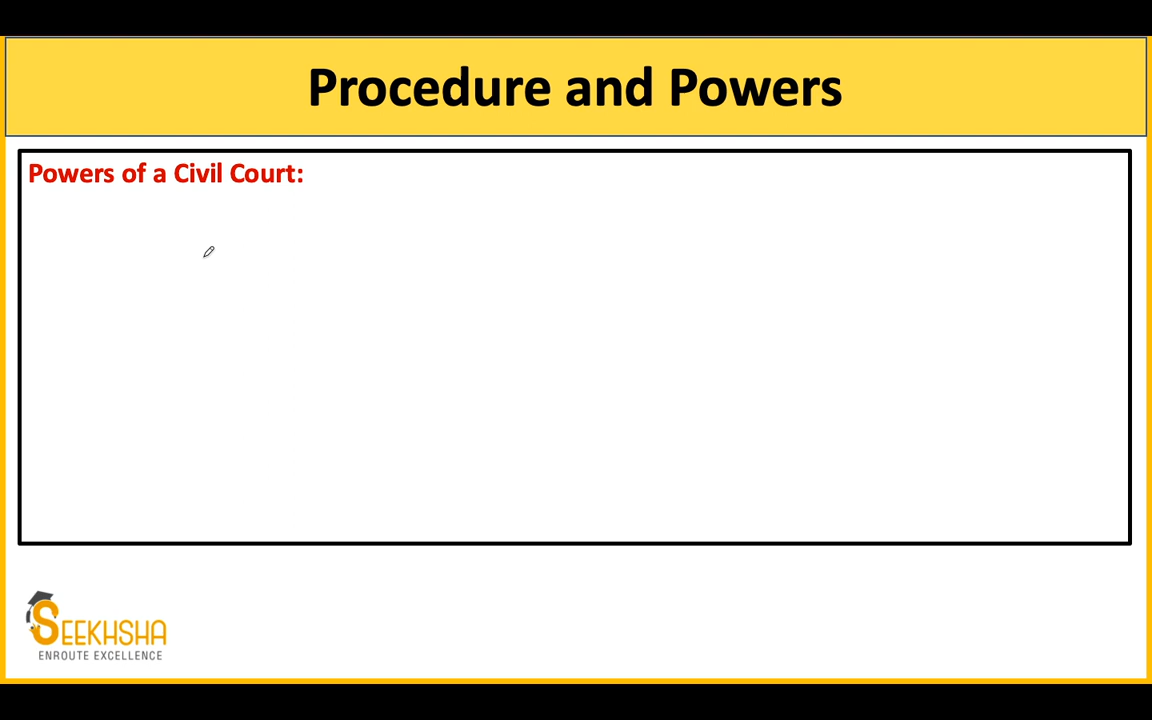 Procedure and Powers
Powers of a Civil Court:
SEEKHSHA
ENROUTE EXCELLENCE